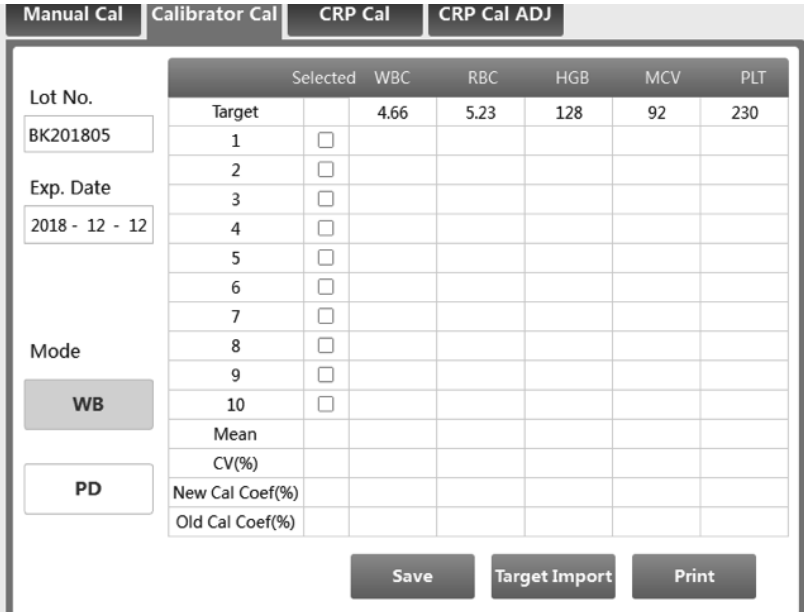 Manual Cal Calibrator Cal CRP Cal CRP Cal ADJ
Lot No.
BK201805
Exp. Date
2018 - 12 - 12
Mode
WB
PD
Selected WBC RBC HGB MCV PLT
Target 4.66 5.23 128 92 230
1
2
3
4
5
6
7
8
9
10
Mean
CV(%)
New Cal Coef(%)
Old Cal Coef(%)
Save Target Import Print